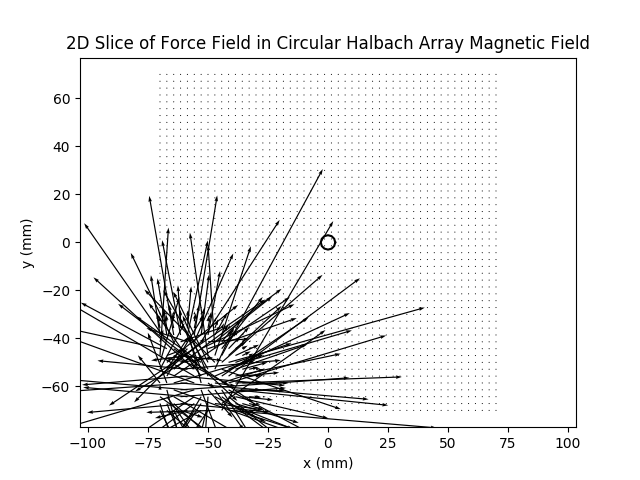 2D Slice of Force Field in Circular Halbach Array Magnetic Field
60
40
20
0
−20
−40
−60
y (mm)
−100 −75 −50 −25 0 25 50 75 100
x (mm)